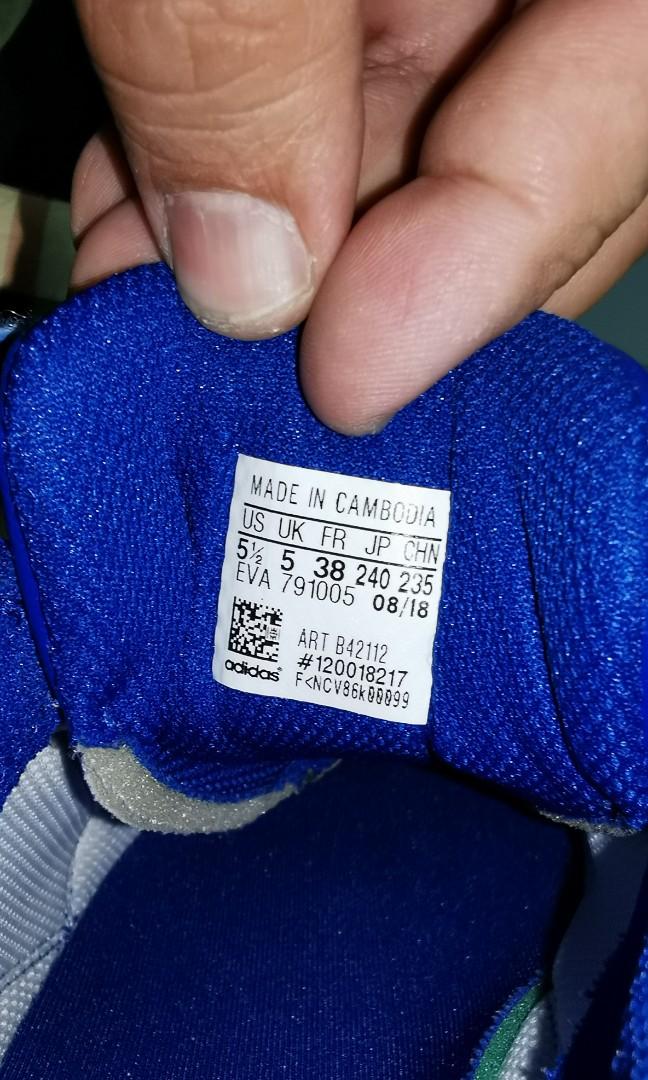 MADE IN CAMBODIA
US UK FR JP CHN
5½ 5 38 240 235
EVA 791005 08/18
ART B42112
#120018217
adidas®
F<NCV86k00099